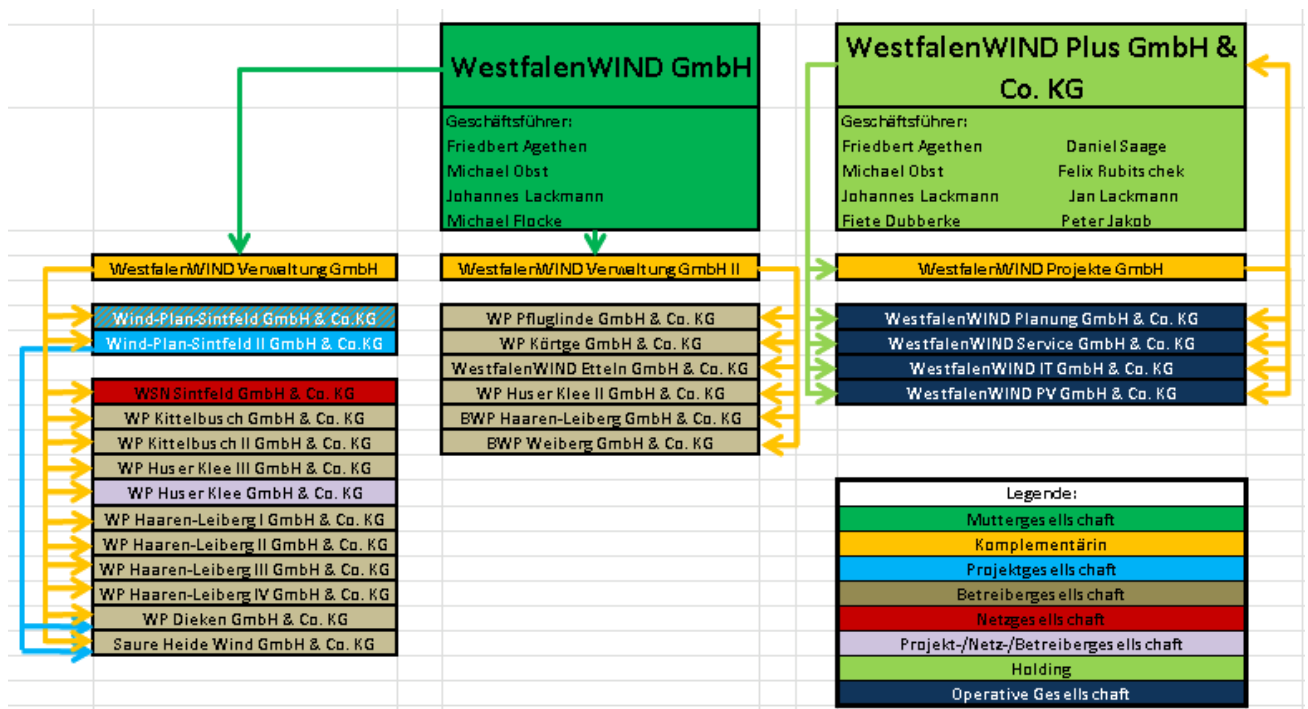 WestfalenWIND GmbH
Geschäftsführer:
Friedbert Agethen
Michael Obst
Johannes Lackmann
Michael Flocke
WestfalenWIND Plus GmbH &
Co. KG
Geschäftsführer:
Friedbert Agethen Daniel Saage
Michael Obst Felix Rubitschek
Johannes Lackmann Jan Lackmann
Fiete Dubberke Peter Jakob
WestfalenWIND Verwaltung GmbH
Wind-Plan-Sintfeld GmbH & Co.KG
Wind-Plan-Sintfeld II GmbH & Co.KG
WSN Sintfeld GmbH & Co. KG
WP Kittelbusch GmbH & Co. KG
WP Kittelbusch II GmbH & Co. KG
WP Huser Klee III GmbH & Co. KG
WP Huser Klee GmbH & Co. KG
WP Haaren-Leiberg I GmbH & Co. KG
WP Haaren-Leiberg II GmbH & Co. KG
WP Haaren-Leiberg III GmbH & Co. KG
WP Haaren-Leiberg IV GmbH & Co. KG
WP Dieken GmbH & Co. KG
Saure Heide Wind GmbH & Co. KG
WestfalenWIND Verwaltung GmbH II
WP Pfluglinde GmbH & Co. KG
WP Körtge GmbH & Co. KG
WestfalenWIND Etteln GmbH & Co. KG
WP Huser Klee II GmbH & Co. KG
BWP Haaren-Leiberg GmbH & Co. KG
BWP Weiberg GmbH & Co. KG
WestfalenWIND Projekte GmbH
WestfalenWIND Planung GmbH & Co. KG
WestfalenWIND Service GmbH & Co. KG
WestfalenWIND IT GmbH & Co. KG
WestfalenWIND PV GmbH & Co. KG
Legende:
Muttergesellschaft
Komplementärin
Projektgesellschaft
Betreibergesellschaft
Netzgesellschaft
Projekt-/Netz-/Betreibergesellschaft
Holding
Operative Gesellschaft